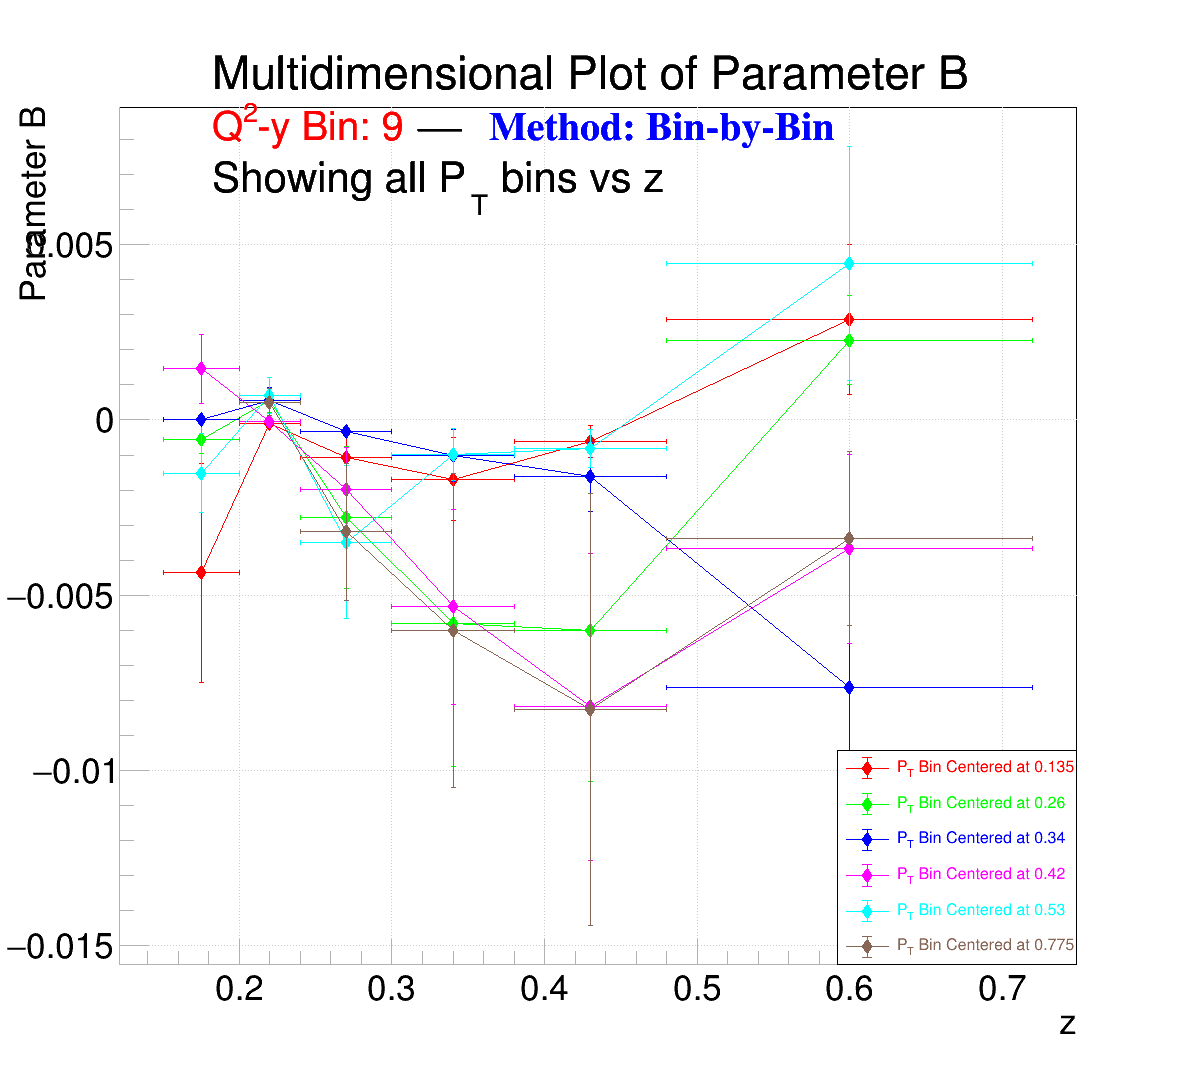 Multidimensional Plot of Parameter B
Q2-y Bin: 9 — Method: Bin-by-Bin
Showing all PT bins vs z
Parameter B
0.005
0
−0.005
−0.01
−0.015
PT Bin Centered at 0.135
PT Bin Centered at 0.26
PT Bin Centered at 0.34
PT Bin Centered at 0.42
PT Bin Centered at 0.53
PT Bin Centered at 0.775
0.2 0.3 0.4 0.5 0.6 0.7
z